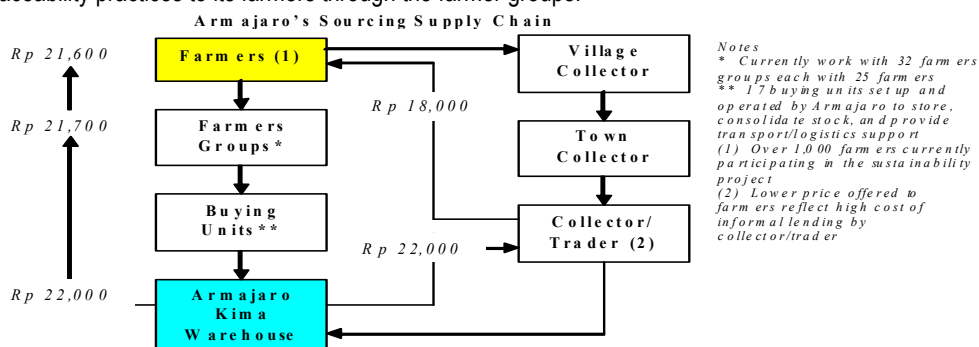 aceability practices to its farmers through the farmer groups.
Armajaro's Sourcing Supply Chain
Rp 21,600
Rp 21,700
Rp 22,000
Farmers (1)
Farmers
Groups*
Buying
Units**
Armajaro
Kima
Warehouse
Rp 18,000
Rp 22,000
Village
Collector
Town
Collector
Collector/
Trader (2)
Notes
* Currently work with 32 farmers
groups each with 25 farmers
** 17 buying units set up and
operated by Armajaro to store,
consolidate stock, and provide
transport/logistics support
(1) Over 1,000 farmers currently
participating in the sustainability
project
(2) Lower price offered to
farmers reflect high cost of
informal lending by
collector/trader